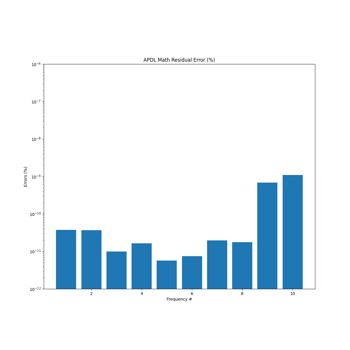 APDL Math Residual Error (%)
10⁻⁶
10⁻⁷
10⁻⁸
10⁻⁹
10⁻¹⁰
10⁻¹¹
10⁻¹²
Errors (%)
2 4 6 8 10
Frequency #